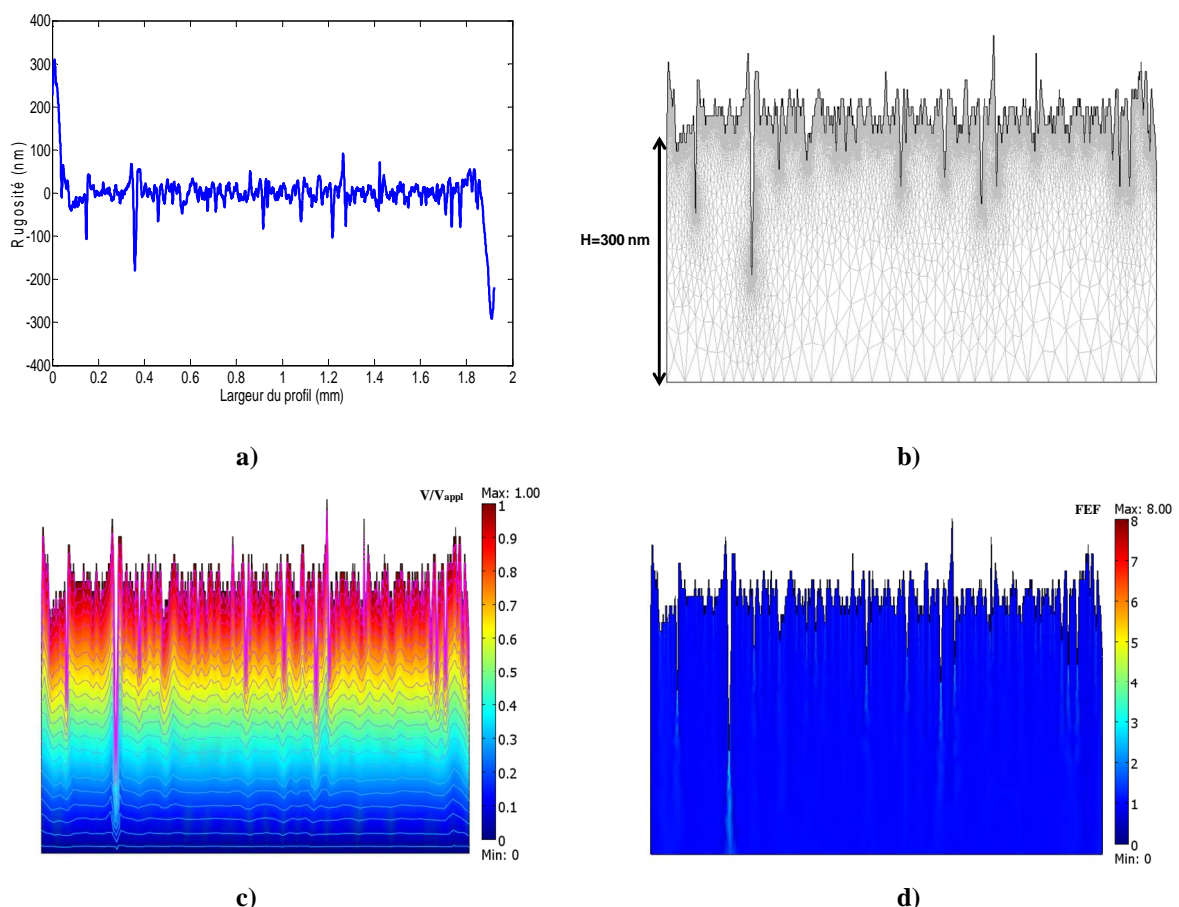 400
300
200
100
0
-100
-200
-300
-400
Rugosité (nm)
0 0.2 0.4 0.6 0.8 1 1.2 1.4 1.6 1.8 2
Largeur du profil (mm)
a)
H=300 nm
b)
V/Vappl Max: 1.00
1
0.9
0.8
0.7
0.6
0.5
0.4
0.3
0.2
0.1
0
Min: 0
c)
FEF Max: 8.00
8
7
6
5
4
3
2
1
0
Min: 0
d)